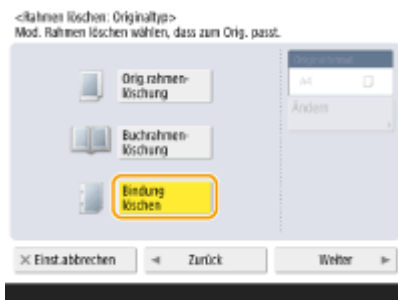 <Rahmen löschen: Originaltyp>
Mod. Rahmen löschen wählen, dass zum Orig. passt.
Originalformat
Orig.rahmen-
löschung
A4
Ändern
Buchrahmen-
löschung
Bindung
löschen
× Einst.abbrechen
◄ Zurück
Weiter ►